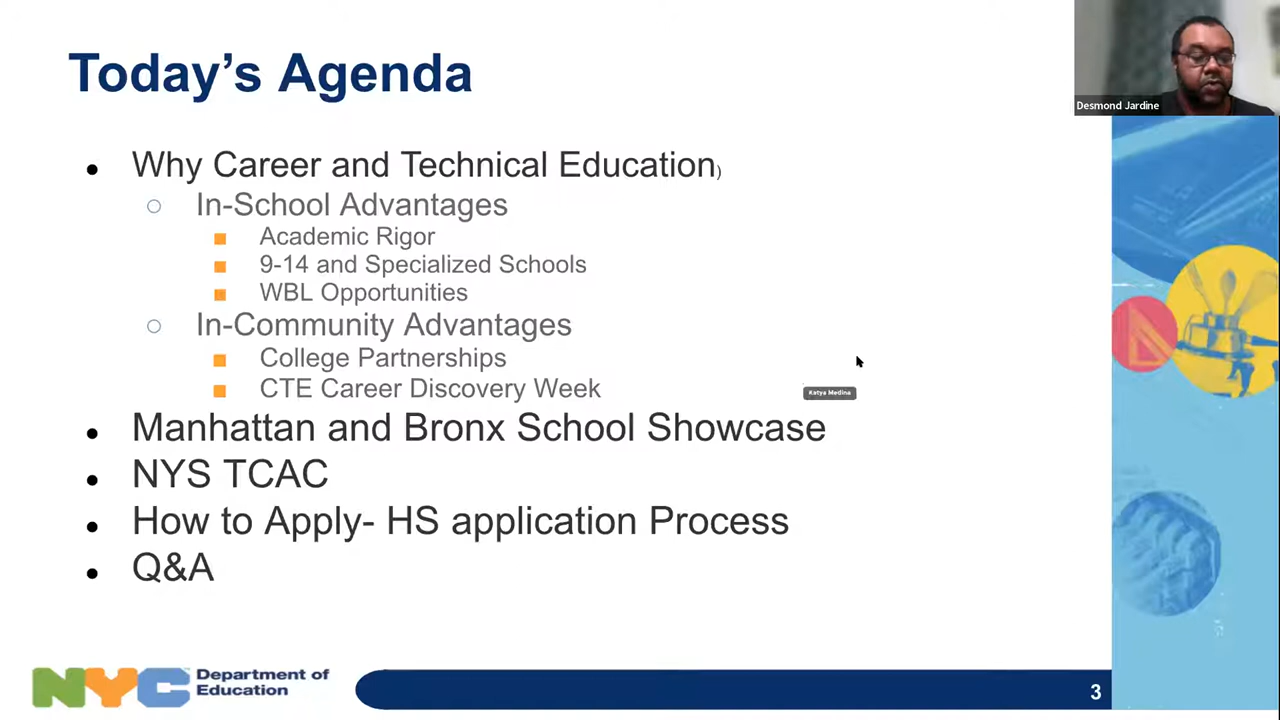 Today's Agenda
Desmond Jardine
● Why Career and Technical Education)
○ In-School Advantages
■ Academic Rigor
■ 9-14 and Specialized Schools
■ WBL Opportunities
○ In-Community Advantages
■ College Partnerships
■ CTE Career Discovery Week
Katya Medina
● Manhattan and Bronx School Showcase
● NYS TCAC
● How to Apply- HS application Process
● Q&A
NYC Department of
Education
3